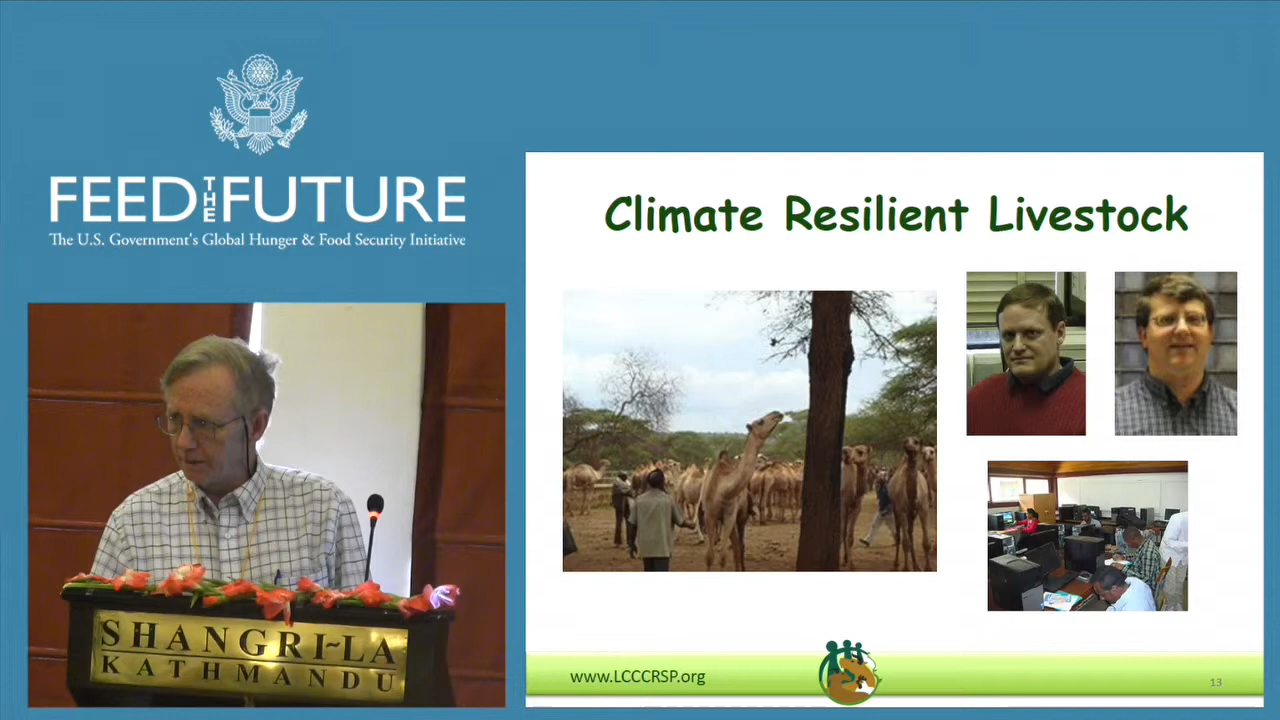 FEED THE FUTURE
The U.S. Government's Global Hunger & Food Security Initiative
Climate Resilient Livestock
SHANGRI~LA
KATHMANDU
www.LCCCRSP.org
13